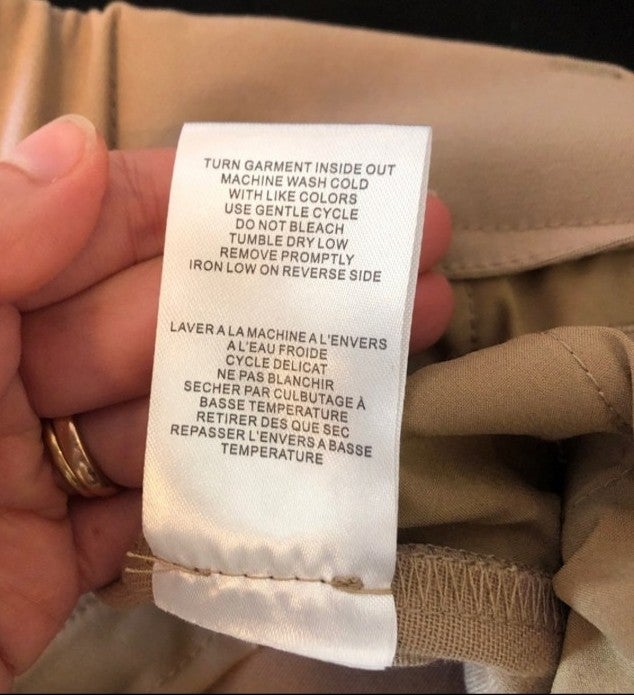 TURN GARMENT INSIDE OUT
MACHINE WASH COLD
WITH LIKE COLORS
USE GENTLE CYCLE
DO NOT BLEACH
TUMBLE DRY LOW
REMOVE PROMPTLY
IRON LOW ON REVERSE SIDE
LAVER A LA MACHINE A L'ENVERS
A L'EAU FROIDE
CYCLE DELICAT
NE PAS BLANCHIR
SECHER PAR CULBUTAGE À
BASSE TEMPERATURE
RETIRER DES QUE SEC
REPASSER L'ENVERS A BASSE
TEMPERATURE